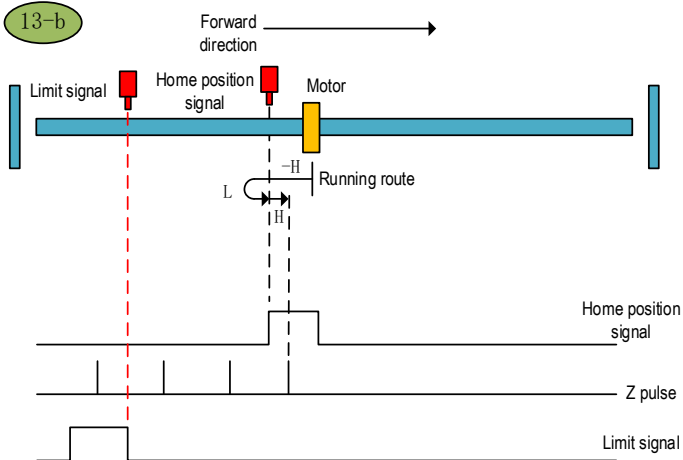 13-b
Forward
direction
Limit signal
Home position
signal
Motor
-H
Running route
L
H
Home position
signal
Z pulse
Limit signal